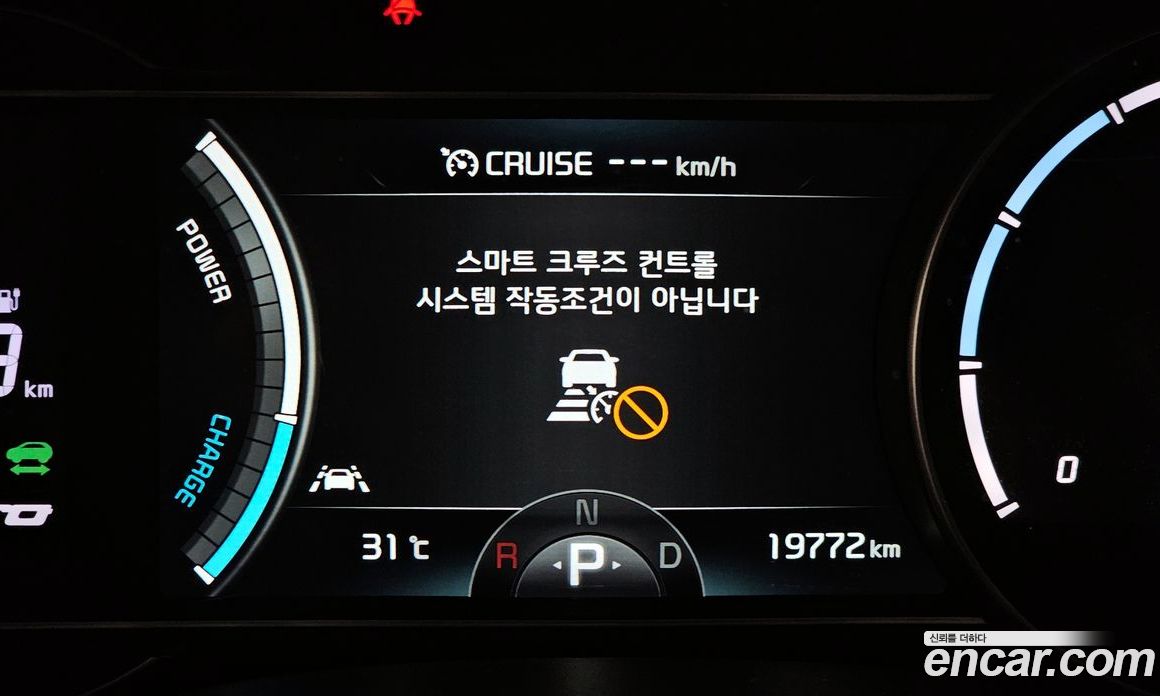 CRUISE --- km/h
스마트 크루즈 컨트롤
시스템 작동조건이 아닙니다
POWER
km
CHARGE
0
N
R P D
31 ℃
19772 km
신뢰를 더하다
encar.com